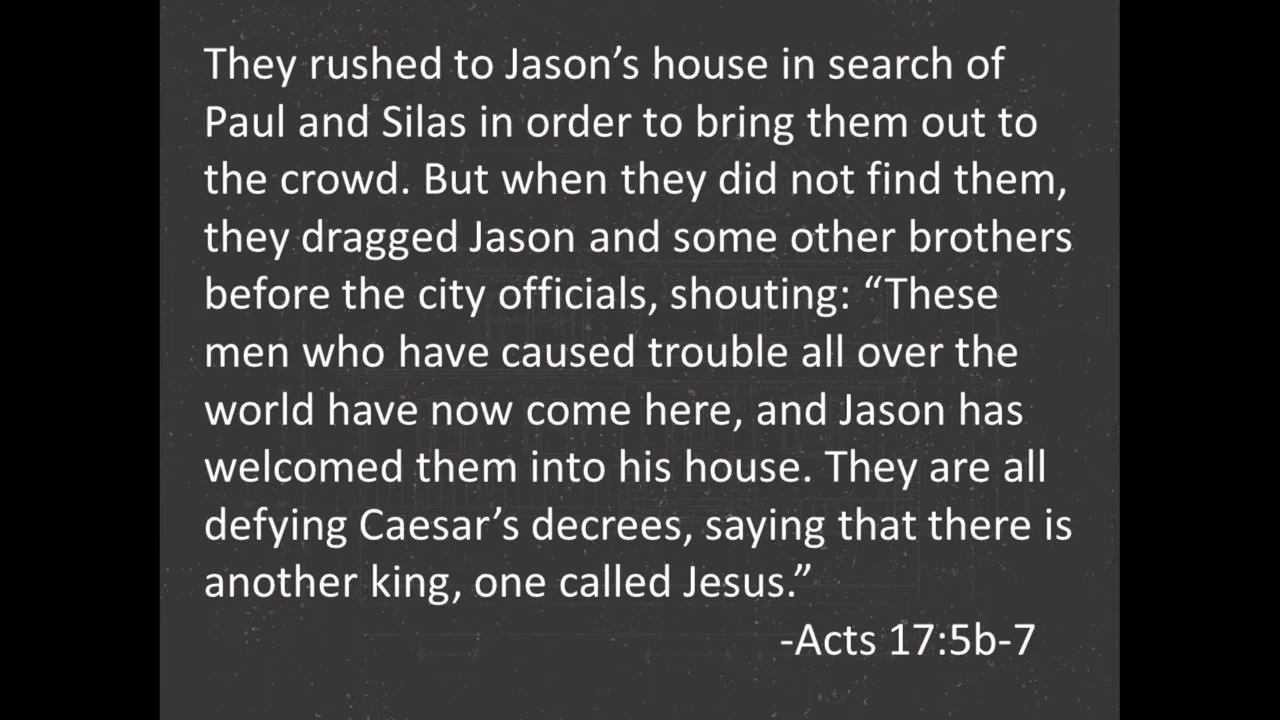 They rushed to Jason’s house in search of
Paul and Silas in order to bring them out to
the crowd. But when they did not find them,
they dragged Jason and some other brothers
before the city officials, shouting: “These
men who have caused trouble all over the
world have now come here, and Jason has
welcomed them into his house. They are all
defying Caesar’s decrees, saying that there is
another king, one called Jesus.”
-Acts 17:5b-7